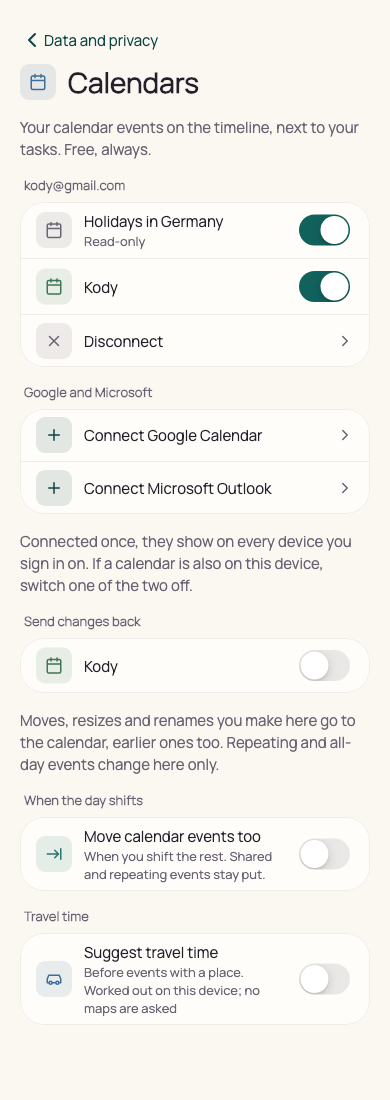 Data and privacy
Calendars
Your calendar events on the timeline, next to your
tasks. Free, always.
kody@gmail.com
Holidays in Germany
Read-only
Kody
Disconnect
Google and Microsoft
Connect Google Calendar
Connect Microsoft Outlook
Connected once, they show on every device you
sign in on. If a calendar is also on this device,
switch one of the two off.
Send changes back
Kody
Moves, resizes and renames you make here go to
the calendar, earlier ones too. Repeating and all-
day events change here only.
When the day shifts
Move calendar events too
When you shift the rest. Shared
and repeating events stay put.
Travel time
Suggest travel time
Before events with a place.
Worked out on this device; no
maps are asked